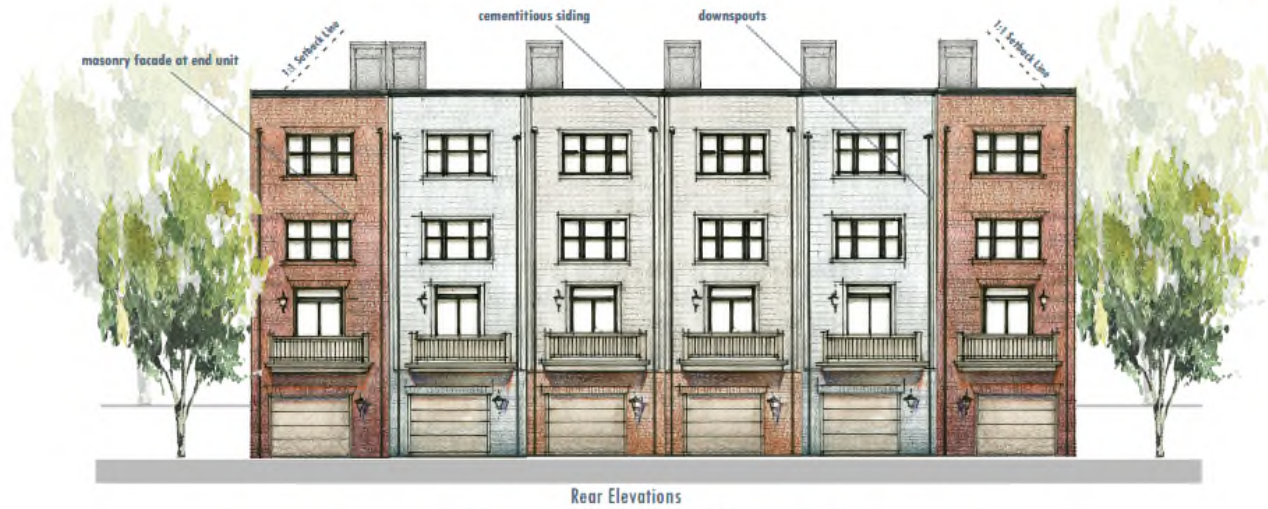 cementitious siding
downspouts
1:1 Setback Line
1:1 Setback Line
masonry facade at end unit
Rear Elevations